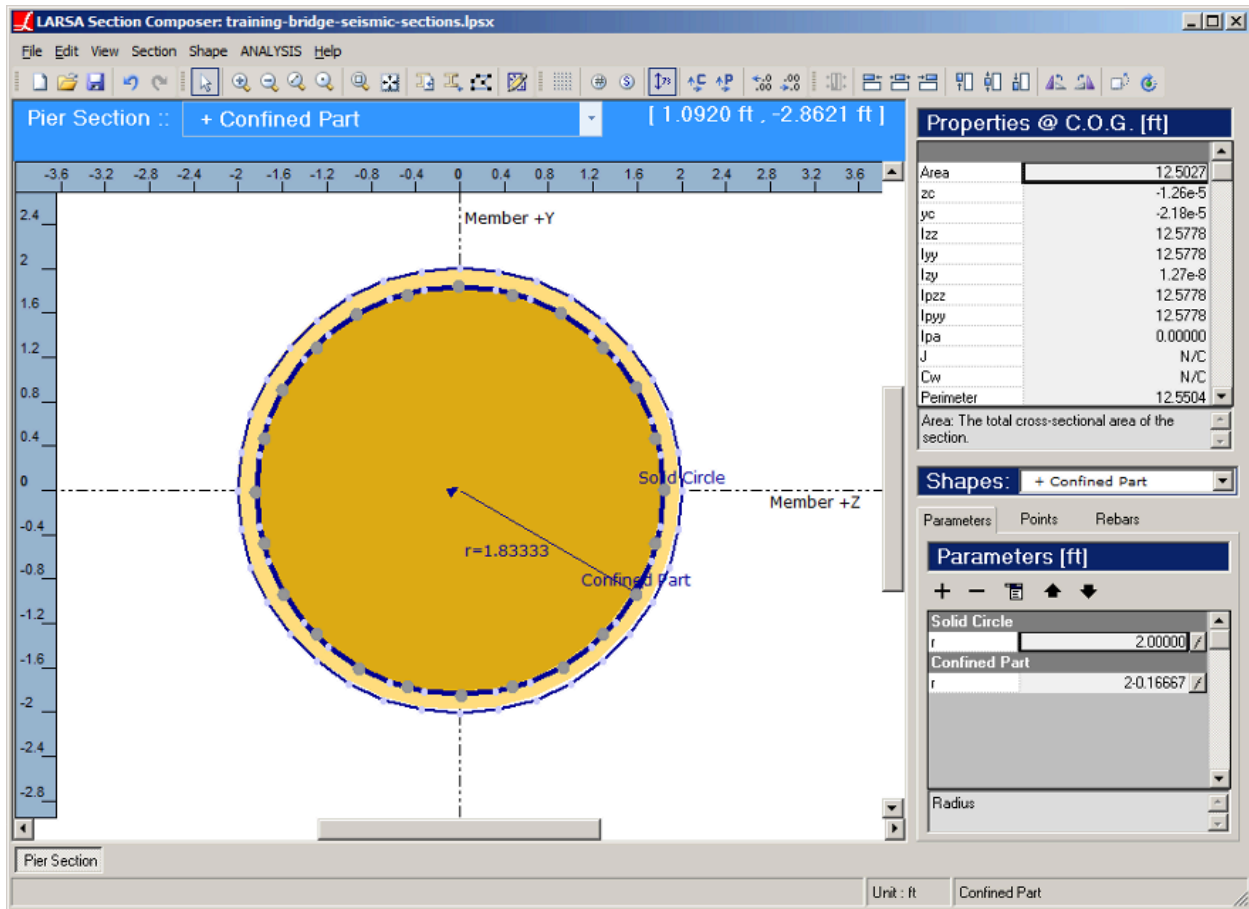 LARSA Section Composer: training-bridge-seismic-sections.lpsx
File Edit View Section Shape ANALYSIS Help
Pier Section :: + Confined Part [ 1.0920 ft , -2.8621 ft ]
-3.6 -3.2 -2.8 -2.4 -2 -1.6 -1.2 -0.8 -0.4 0 0.4 0.8 1.2 1.6 2 2.4 2.8 3.2 3.6
2.4
2
1.6
1.2
0.8
0.4
0
-0.4
-0.8
-1.2
-1.6
-2
-2.4
-2.8
Member +Y
Solid Circle
Member +Z
r=1.83333
Confined Part
Properties @ C.O.G. [ft]
Area 12.5027
zc -1.26e-5
yc -2.18e-5
Izz 12.5778
Iyy 12.5778
Izy 1.27e-8
Ipzz 12.5778
Ipyy 12.5778
Ipa 0.00000
J N/C
Cw N/C
Perimeter 12.5504
Area: The total cross-sectional area of the
section.
Shapes: + Confined Part
Parameters Points Rebars
Parameters [ft]
Solid Circle
r 2.00000
Confined Part
r 2-0.16667
Radius
Pier Section
Unit : ft Confined Part